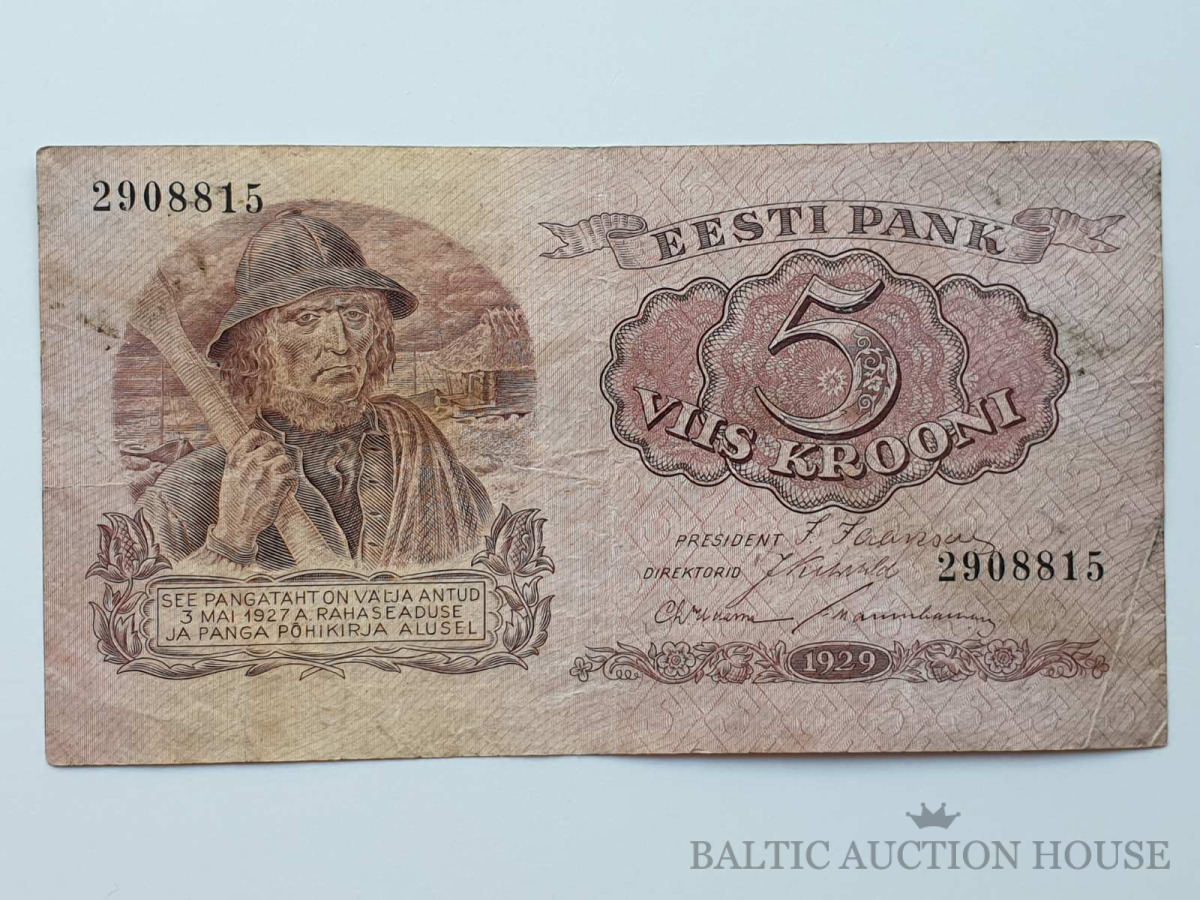 2908815
EESTI PANK
5
VIIS KROONI
PRESIDENT
DIREKTORID
2908815
SEE PANGATÄHT ON VÄLJA ANTUD
3 MAI 1927 A. RAHASEADUSE
JA PANGA PÕHIKIRJA ALUSEL
1929
BALTIC AUCTION HOUSE